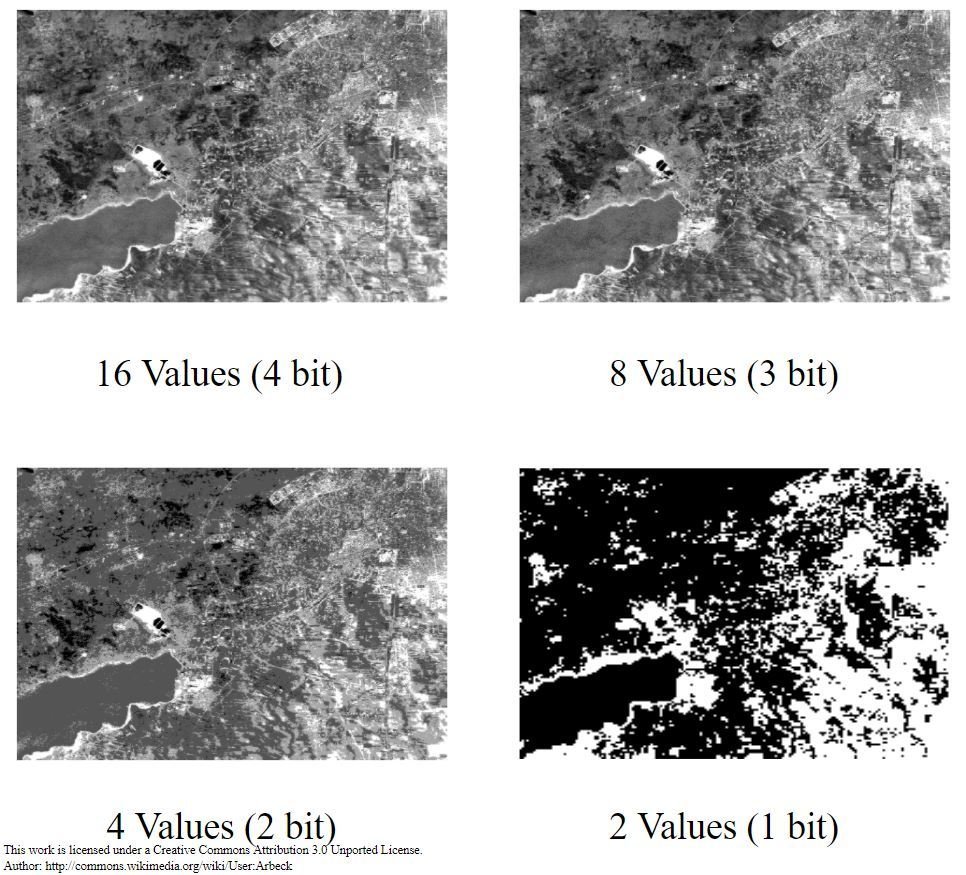 16 Values (4 bit)
8 Values (3 bit)
4 Values (2 bit)
2 Values (1 bit)
This work is licensed under a Creative Commons Attribution 3.0 Unported License.
Author: http://commons.wikimedia.org/wiki/User:Arbeck